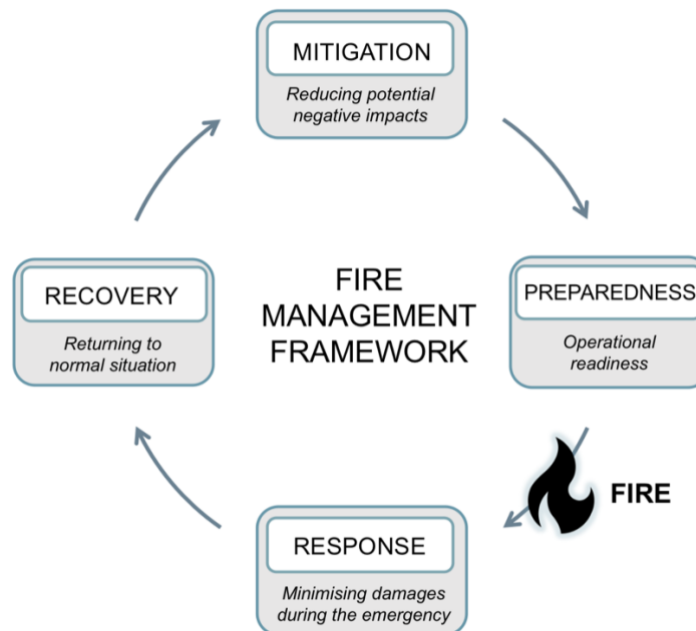 MITIGATION
Reducing potential
negative impacts
RECOVERY
Returning to
normal situation
FIRE
MANAGEMENT
FRAMEWORK
PREPAREDNESS
Operational
readiness
FIRE
RESPONSE
Minimising damages
during the emergency